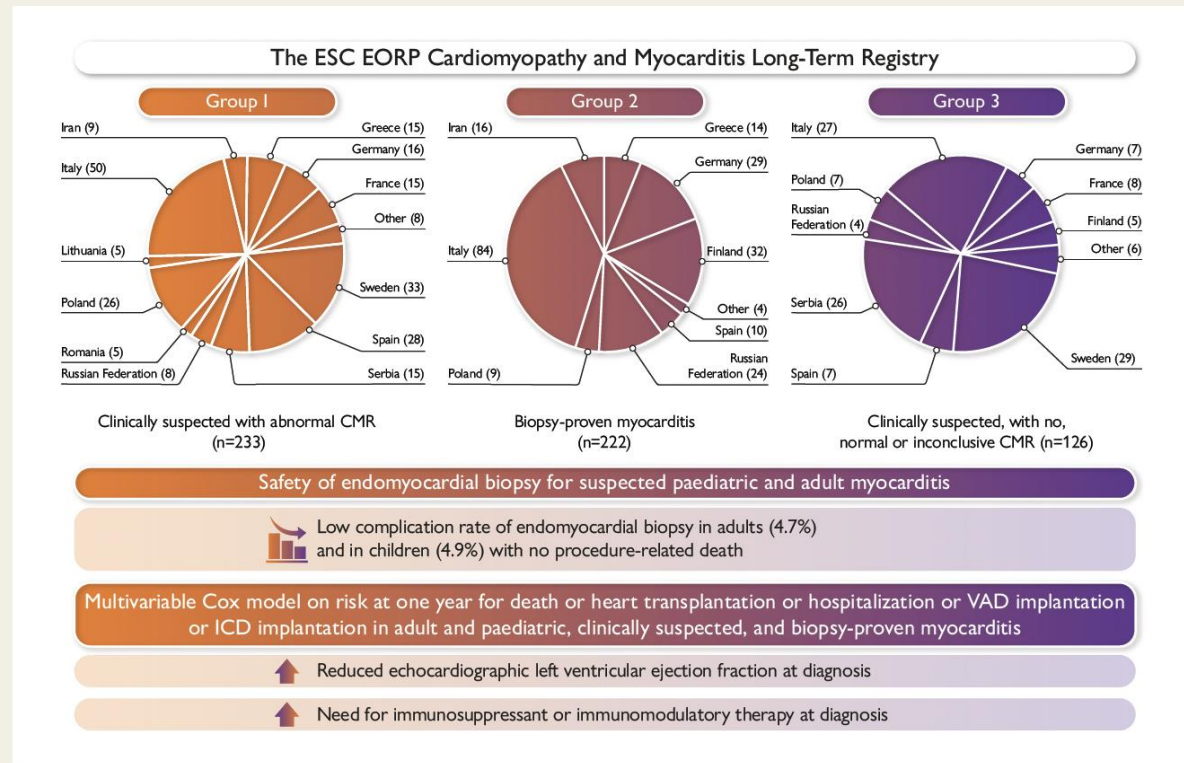 The ESC EORP Cardiomyopathy and Myocarditis Long-Term Registry
Group 1
Iran (9)
Italy (50)
Lithuania (5)
Poland (26)
Romania (5)
Russian Federation (8)
Greece (15)
Germany (16)
France (15)
Other (8)
Sweden (33)
Spain (28)
Serbia (15)
Clinically suspected with abnormal CMR
(n=233)
Group 2
Iran (16)
Italy (84)
Poland (9)
Greece (14)
Germany (29)
Finland (32)
Other (4)
Spain (10)
Russian
Federation (24)
Biopsy-proven myocarditis
(n=222)
Group 3
Italy (27)
Poland (7)
Russian
Federation (4)
Serbia (26)
Spain (7)
Germany (7)
France (8)
Finland (5)
Other (6)
Sweden (29)
Clinically suspected, with no,
normal or inconclusive CMR (n=126)
Safety of endomyocardial biopsy for suspected paediatric and adult myocarditis
Low complication rate of endomyocardial biopsy in adults (4.7%)
and in children (4.9%) with no procedure-related death
Multivariable Cox model on risk at one year for death or heart transplantation or hospitalization or VAD implantation
or ICD implantation in adult and paediatric, clinically suspected, and biopsy-proven myocarditis
Reduced echocardiographic left ventricular ejection fraction at diagnosis
Need for immunosuppressant or immunomodulatory therapy at diagnosis